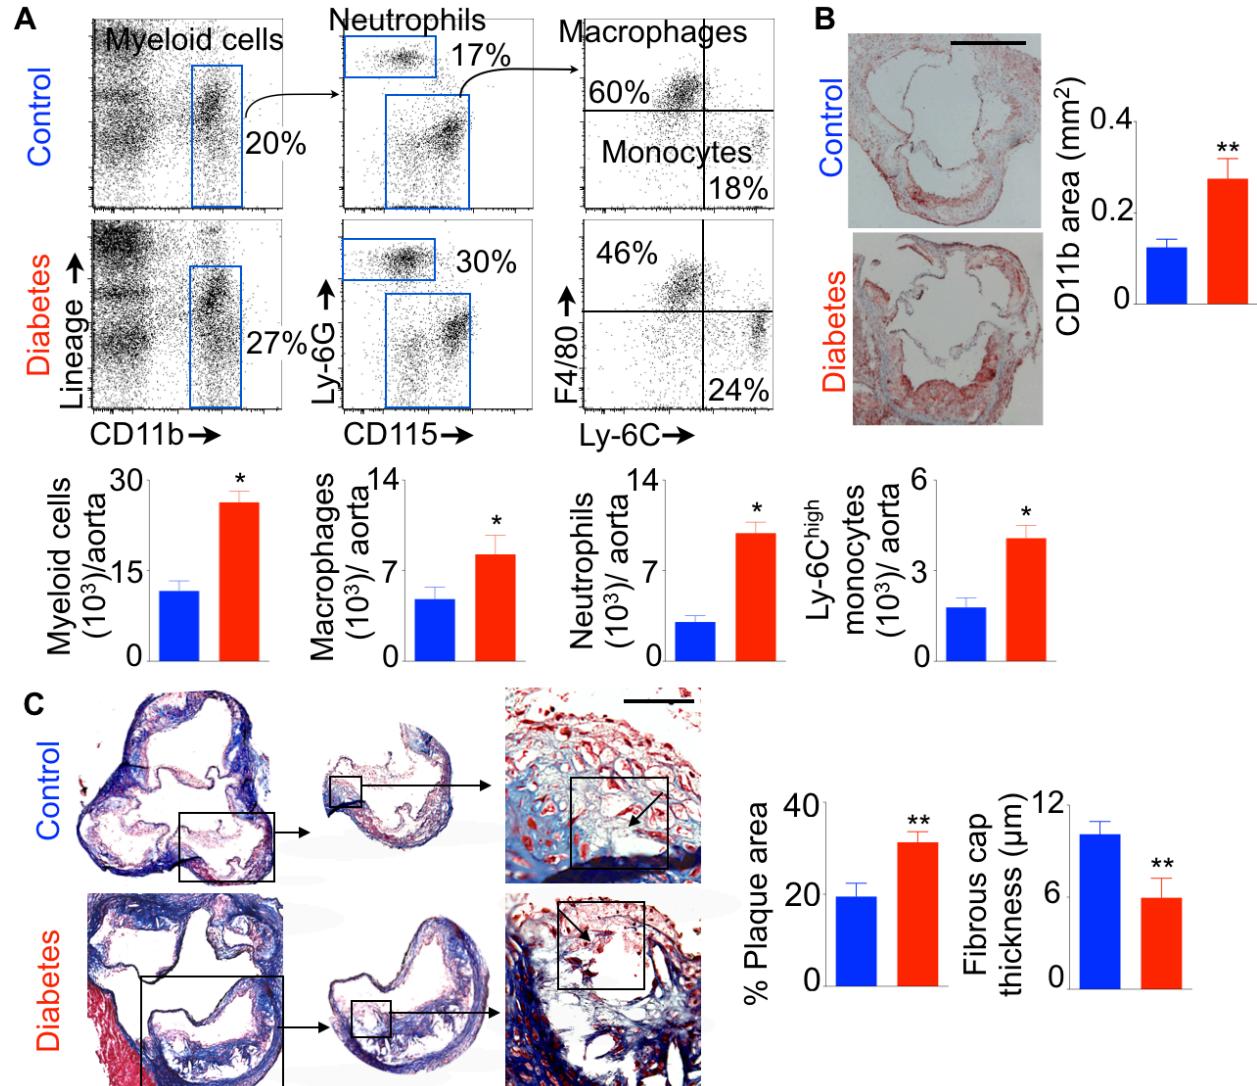 A
Myeloid cells
Neutrophils
Macrophages
Control
20%
17%
60%
Monocytes
18%
Diabetes
Lineage
27%
Ly-6G
30%
F4/80
46%
24%
CD11b
CD115
Ly-6C
B
Control
Diabetes
CD11b area (mm²)
0.4
0.2
0
**
Myeloid cells
(10³)/aorta
30
15
0
*
Macrophages
(10³)/ aorta
14
7
0
*
Neutrophils
(10³)/ aorta
14
7
0
*
Ly-6Chigh
monocytes
(10³)/ aorta
6
3
0
*
C
Control
Diabetes
% Plaque area
40
20
0
**
Fibrous cap
thickness (μm)
12
6
0
**